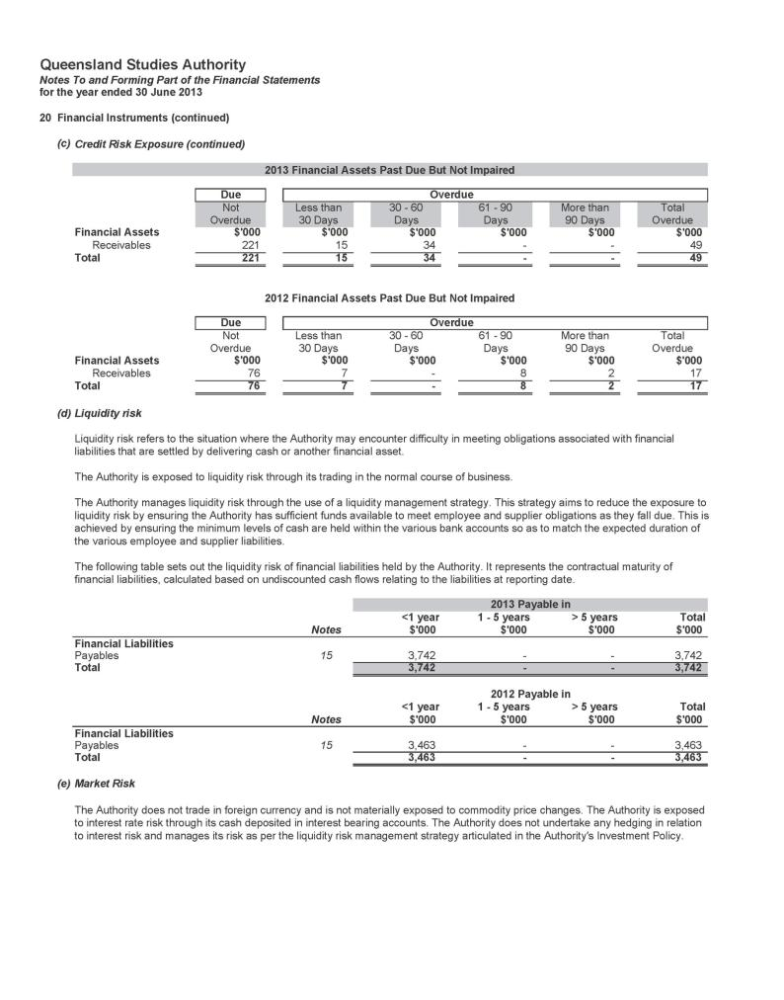 Queensland Studies Authority
Notes To and Forming Part of the Financial Statements
for the year ended 30 June 2013
20 Financial Instruments (continued)
(c) Credit Risk Exposure (continued)
2013 Financial Assets Past Due But Not Impaired
Due Overdue
Not Less than 30 - 60 61 - 90 More than Total
Overdue 30 Days Days Days 90 Days Overdue
Financial Assets $'000 $'000 $'000 $'000 $'000 $'000
Receivables 221 15 34 - - 49
Total 221 15 34 - - 49
2012 Financial Assets Past Due But Not Impaired
Due Overdue
Not Less than 30 - 60 61 - 90 More than Total
Overdue 30 Days Days Days 90 Days Overdue
Financial Assets $'000 $'000 $'000 $'000 $'000 $'000
Receivables 76 7 - 8 2 17
Total 76 7 - 8 2 17
(d) Liquidity risk
Liquidity risk refers to the situation where the Authority may encounter difficulty in meeting obligations associated with financial
liabilities that are settled by delivering cash or another financial asset.
The Authority is exposed to liquidity risk through its trading in the normal course of business.
The Authority manages liquidity risk through the use of a liquidity management strategy. This strategy aims to reduce the exposure to
liquidity risk by ensuring the Authority has sufficient funds available to meet employee and supplier obligations as they fall due. This is
achieved by ensuring the minimum levels of cash are held within the various bank accounts so as to match the expected duration of
the various employee and supplier liabilities.
The following table sets out the liquidity risk of financial liabilities held by the Authority. It represents the contractual maturity of
financial liabilities, calculated based on undiscounted cash flows relating to the liabilities at reporting date.
2013 Payable in
<1 year 1 - 5 years > 5 years Total
Notes $'000 $'000 $'000 $'000
Financial Liabilities
Payables 15 3,742 - - 3,742
Total 3,742 - - 3,742
2012 Payable in
<1 year 1 - 5 years > 5 years Total
Notes $'000 $'000 $'000 $'000
Financial Liabilities
Payables 15 3,463 - - 3,463
Total 3,463 - - 3,463
(e) Market Risk
The Authority does not trade in foreign currency and is not materially exposed to commodity price changes. The Authority is exposed
to interest rate risk through its cash deposited in interest bearing accounts. The Authority does not undertake any hedging in relation
to interest risk and manages its risk as per the liquidity risk management strategy articulated in the Authority's Investment Policy.